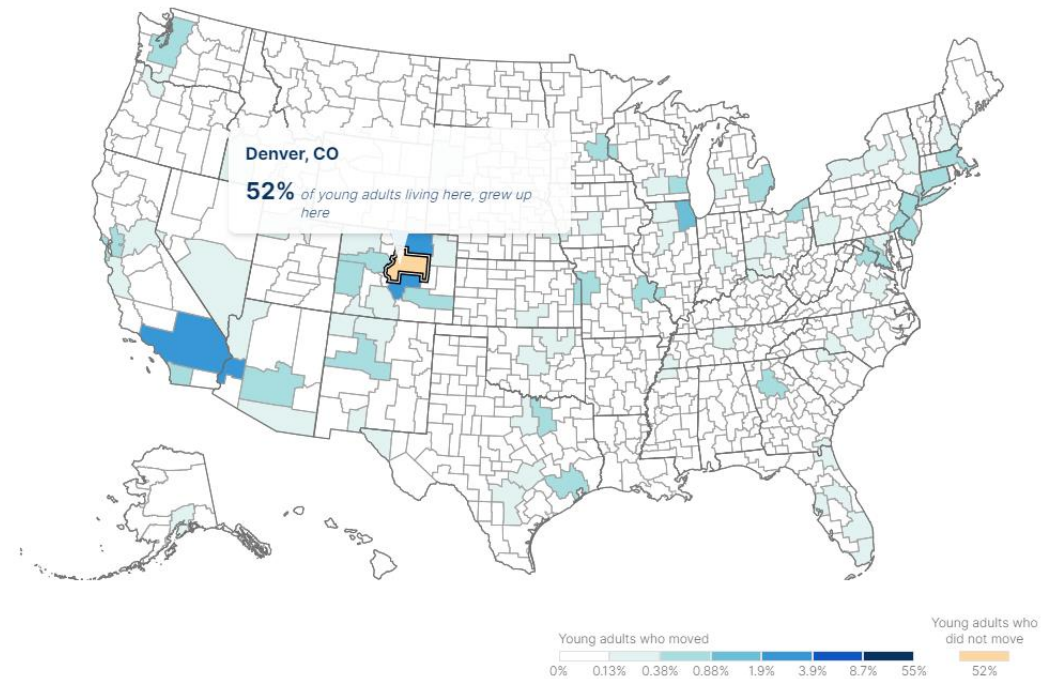 Denver, CO
52% of young adults living here, grew up
here
Young adults who moved
0% 0.13% 0.38% 0.88% 1.9% 3.9% 8.7% 55%
Young adults who
did not move
52%